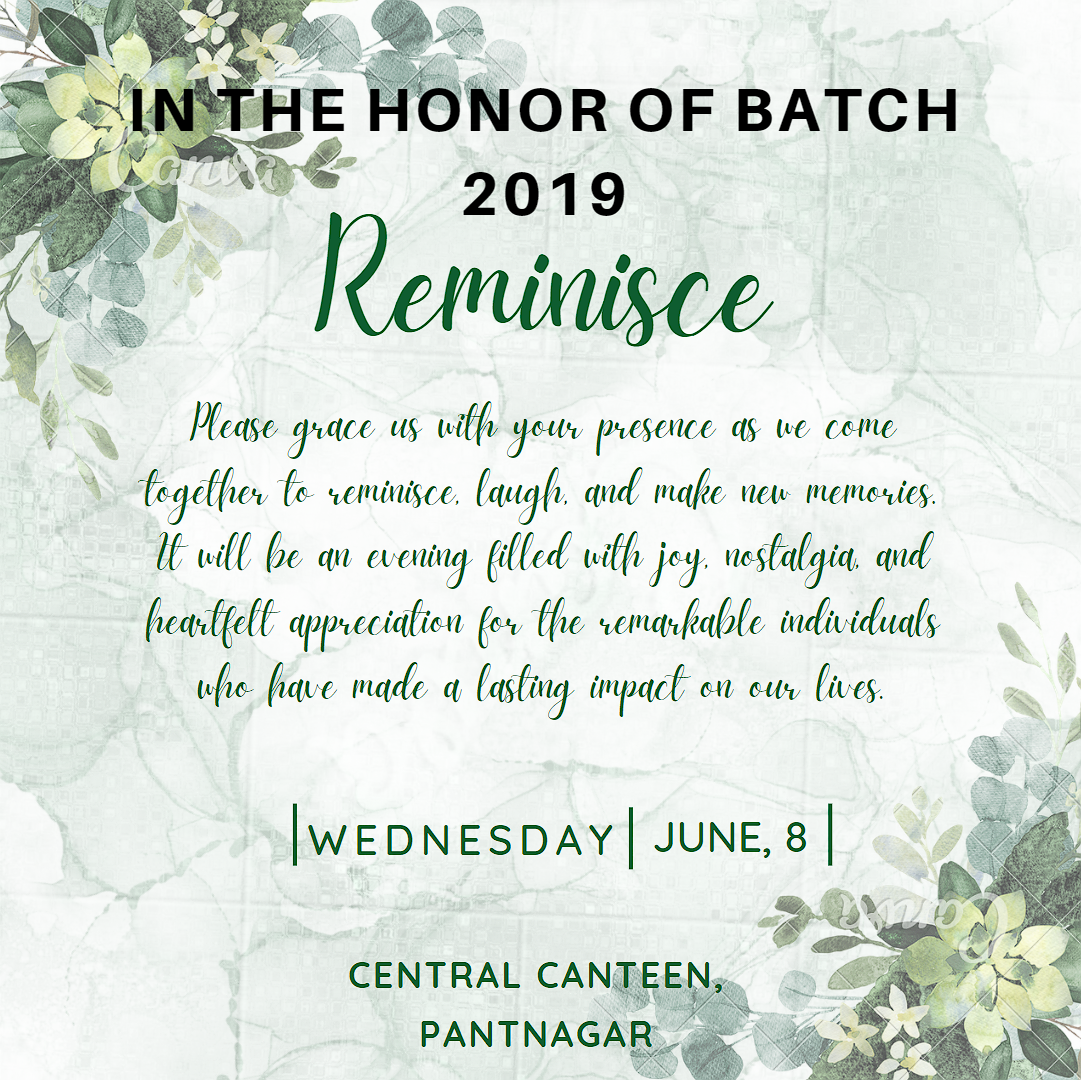 IN THE HONOR OF BATCH
2019
Reminisce
Please grace us with your presence as we come
together to reminisce, laugh, and make new memories.
It will be an evening filled with joy, nostalgia, and
heartfelt appreciation for the remarkable individuals
who have made a lasting impact on our lives.
|WEDNESDAY| JUNE, 8 |
CENTRAL CANTEEN,
PANTNAGAR
Canva
Canva